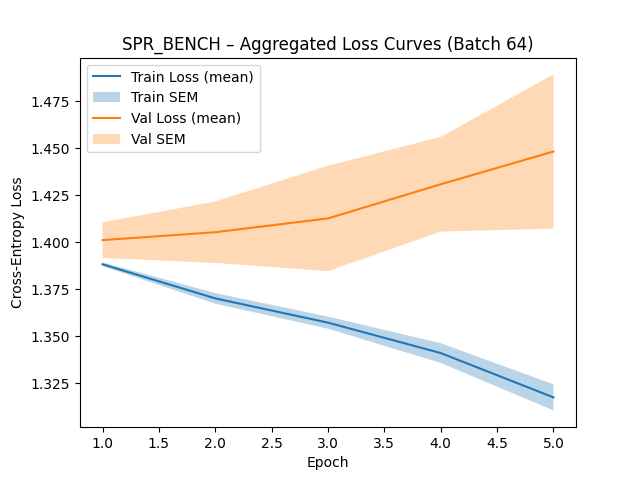 SPR_BENCH – Aggregated Loss Curves (Batch 64)
Train Loss (mean)
Train SEM
Val Loss (mean)
Val SEM
Cross-Entropy Loss
1.475
1.450
1.425
1.400
1.375
1.350
1.325
1.0 1.5 2.0 2.5 3.0 3.5 4.0 4.5 5.0
Epoch